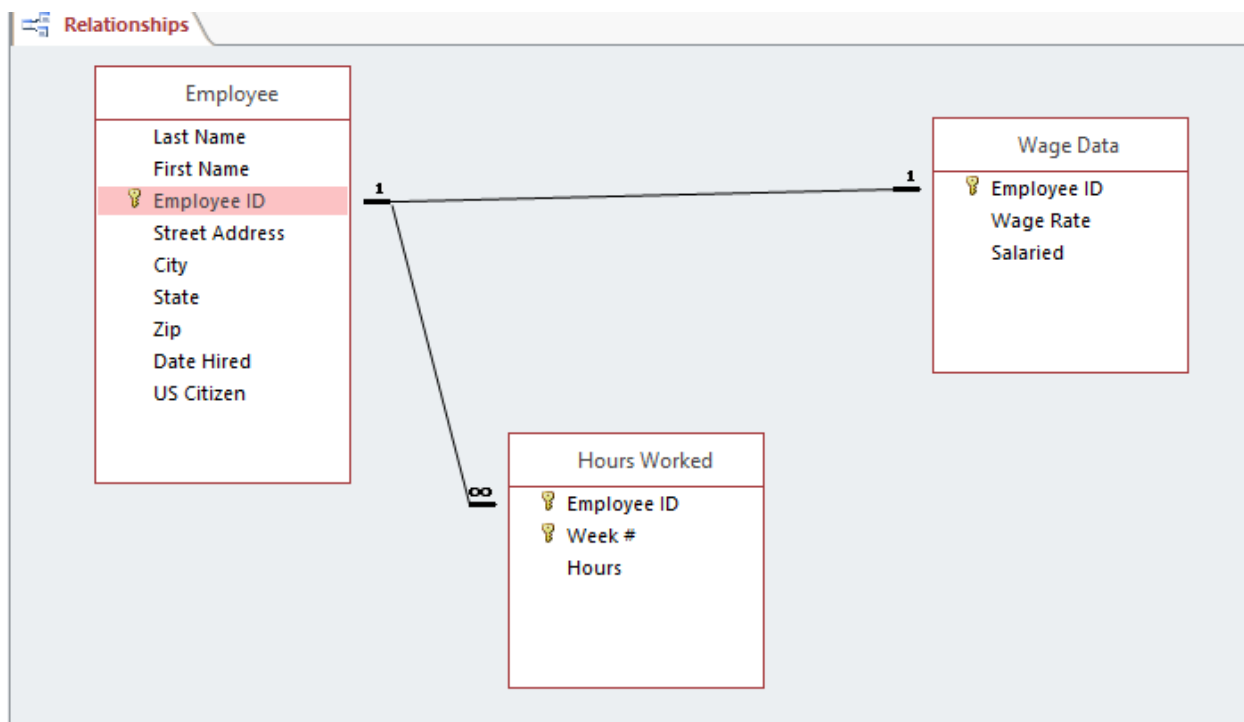 Relationships
Employee
Last Name
First Name
Employee ID
Street Address
City
State
Zip
Date Hired
US Citizen
1
1
Wage Data
Employee ID
Wage Rate
Salaried
∞
Hours Worked
Employee ID
Week #
Hours